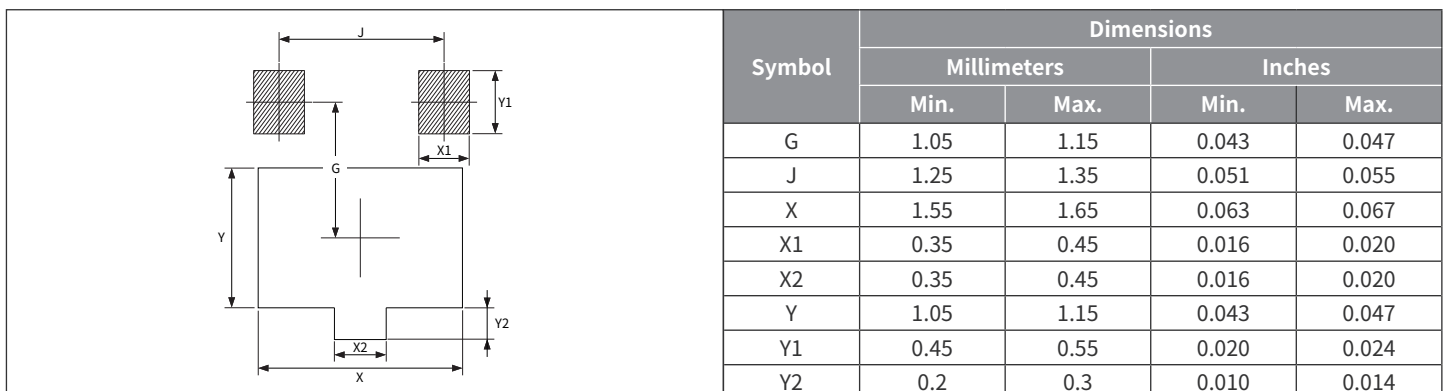 J
Y1
X1
G
Y
Y2
X2
X
Symbol Dimensions
Millimeters Inches
Min. Max. Min. Max.
G 1.05 1.15 0.043 0.047
J 1.25 1.35 0.051 0.055
X 1.55 1.65 0.063 0.067
X1 0.35 0.45 0.016 0.020
X2 0.35 0.45 0.016 0.020
Y 1.05 1.15 0.043 0.047
Y1 0.45 0.55 0.020 0.024
Y2 0.2 0.3 0.010 0.014